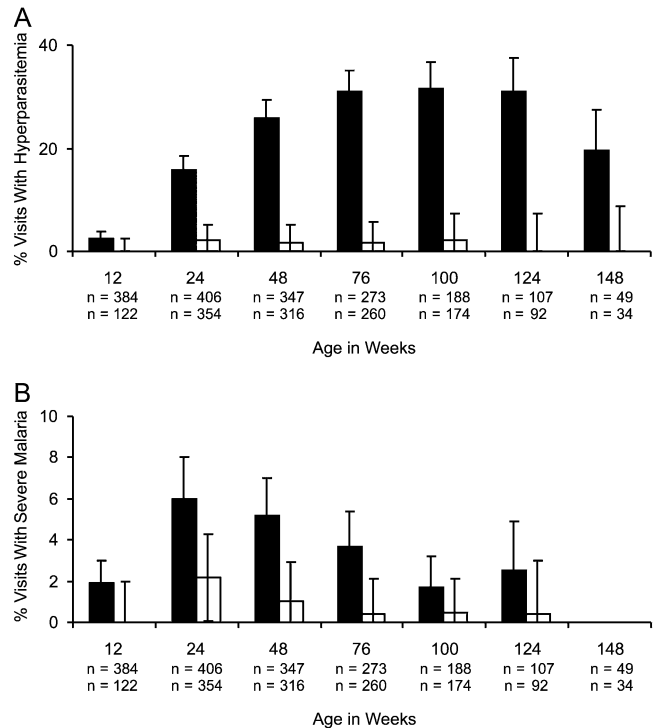 A
% Visits With Hyperparasitemia
40
20
0
12 24 48 76 100 124 148
n = 384 n = 406 n = 347 n = 273 n = 188 n = 107 n = 49
n = 122 n = 354 n = 316 n = 260 n = 174 n = 92 n = 34
Age in Weeks
B
% Visits With Severe Malaria
10
8
6
4
2
0
12 24 48 76 100 124 148
n = 384 n = 406 n = 347 n = 273 n = 188 n = 107 n = 49
n = 122 n = 354 n = 316 n = 260 n = 174 n = 92 n = 34
Age in Weeks